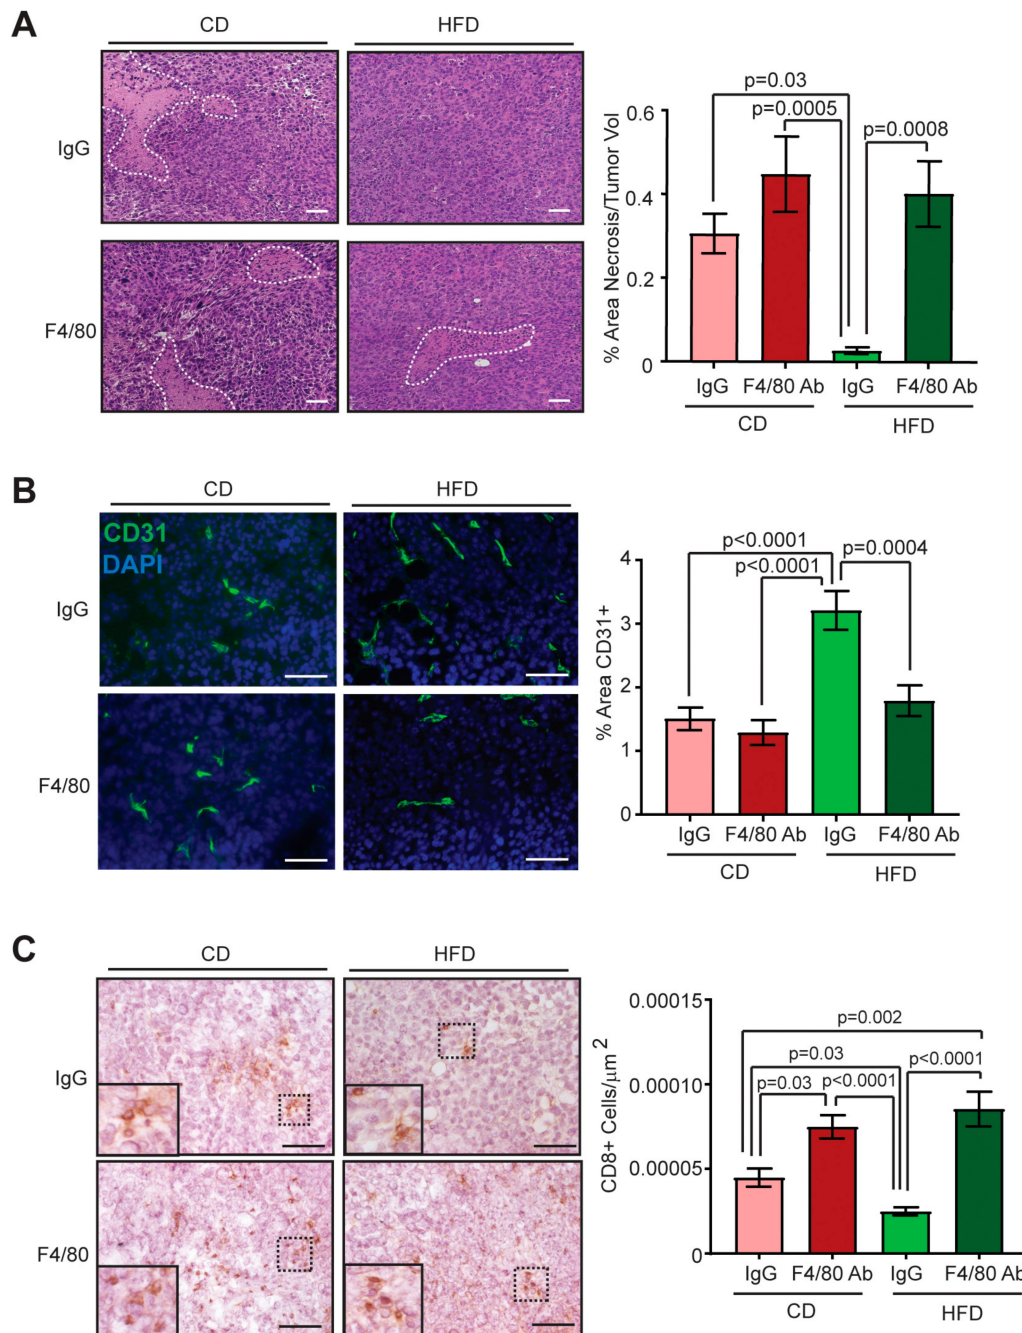 A
CD HFD
IgG
F4/80
% Area Necrosis/Tumor Vol
0.6
0.4
0.2
0
p=0.03
p=0.0005
p=0.0008
IgG F4/80 Ab IgG F4/80 Ab
CD HFD
B
CD HFD
CD31
DAPI
IgG
F4/80
% Area CD31+
4
3
2
1
0
p<0.0001
p=0.0004
p<0.0001
IgG F4/80 Ab IgG F4/80 Ab
CD HFD
C
CD HFD
IgG
F4/80
CD8+ Cells/μm²
0.00015
0.00010
0.00005
0
p=0.002
p=0.03
p<0.0001
p=0.03
p<0.0001
IgG F4/80 Ab IgG F4/80 Ab
CD HFD